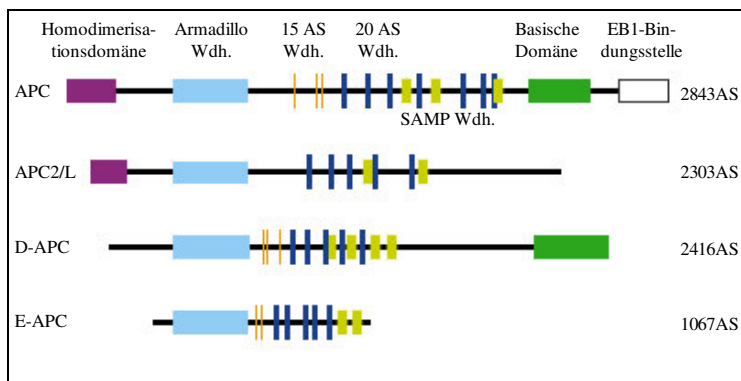 Homodimerisa- Armadillo 15 AS 20 AS Basische EB1-Bin-
tionsdomäne Wdh. Wdh. Wdh. Domäne dungsstelle
APC 2843AS
SAMP Wdh.
APC2/L 2303AS
D-APC 2416AS
E-APC 1067AS